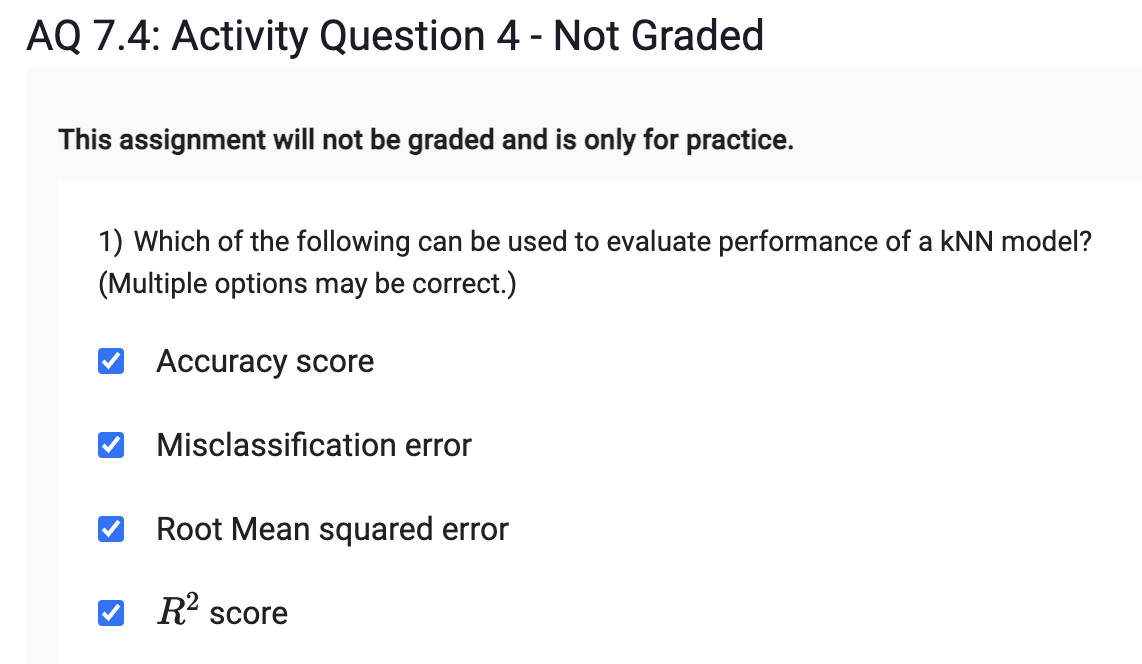 AQ 7.4: Activity Question 4 - Not Graded
This assignment will not be graded and is only for practice.
1) Which of the following can be used to evaluate performance of a kNN model?
(Multiple options may be correct.)
Accuracy score
Misclassification error
Root Mean squared error
R² score